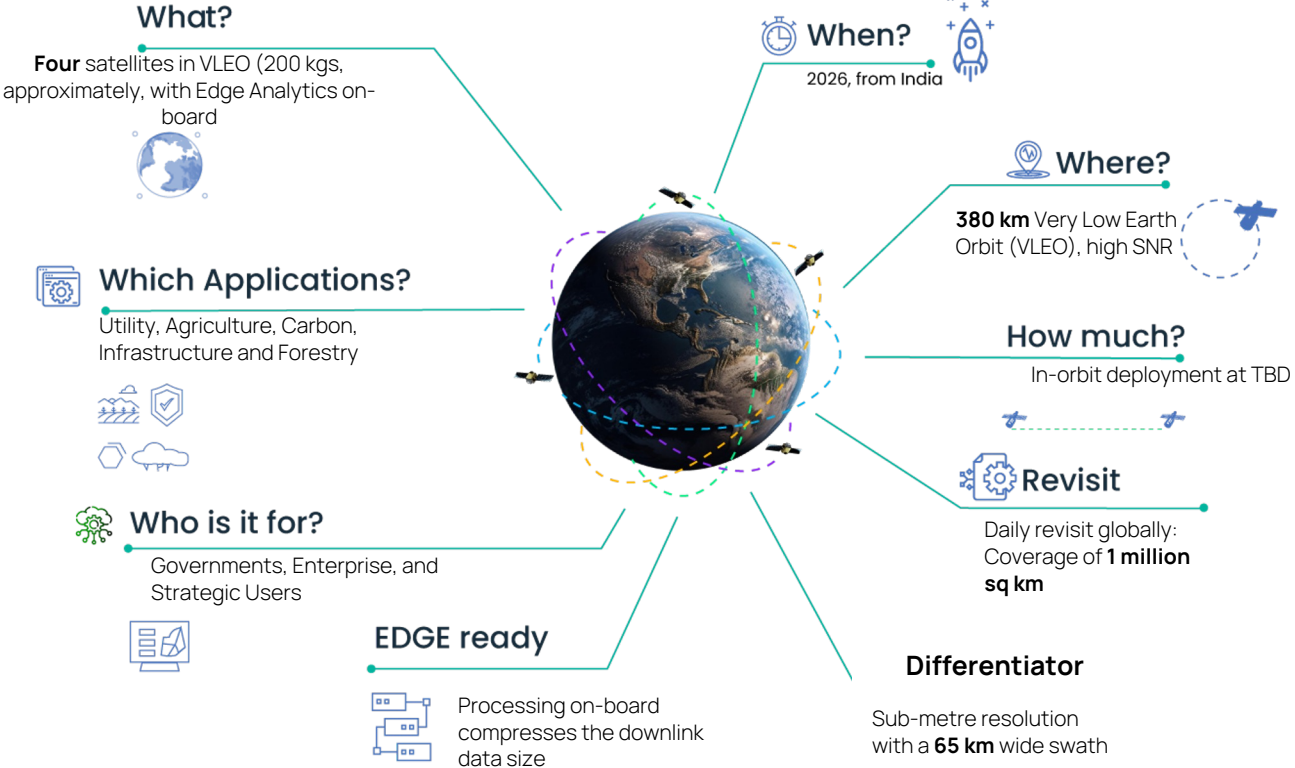 What?
Four satellites in VLEO (200 kgs,
approximately, with Edge Analytics on-
board
When?
2026, from India
Where?
380 km Very Low Earth
Orbit (VLEO), high SNR
Which Applications?
Utility, Agriculture, Carbon,
Infrastructure and Forestry
How much?
In-orbit deployment at TBD
Revisit
Daily revisit globally:
Coverage of 1 million
sq km
Who is it for?
Governments, Enterprise, and
Strategic Users
EDGE ready
Processing on-board
compresses the downlink
data size
Differentiator
Sub-metre resolution
with a 65 km wide swath